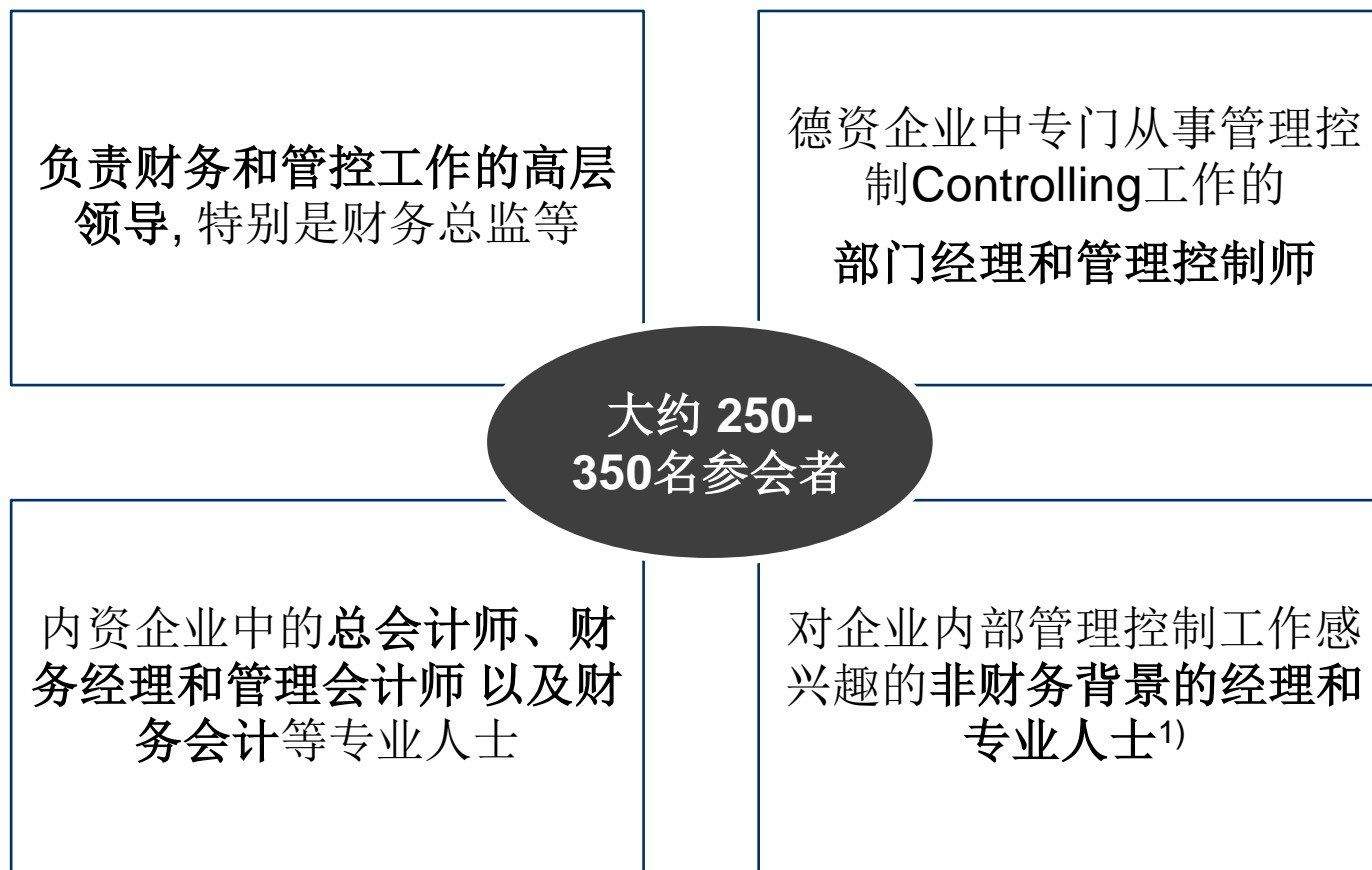 负责财务和管控工作的高层
领导, 特别是财务总监等
德资企业中专门从事管理控
制Controlling工作的
部门经理和管理控制师
大约 250-
350名参会者
内资企业中的总会计师、财
务经理和管理会计师 以及财
务会计等专业人士
对企业内部管理控制工作感
兴趣的非财务背景的经理和
专业人士1)